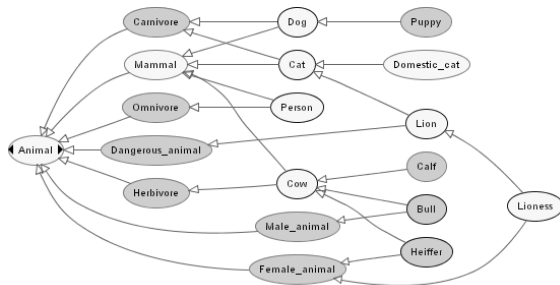 Carnivore
Dog
Puppy
Mammal
Cat
Domestic_cat
Omnivore
Person
Lion
Animal
Dangerous_animal
Calf
Herbivore
Cow
Bull
Lioness
Male_animal
Heiffer
Female_animal